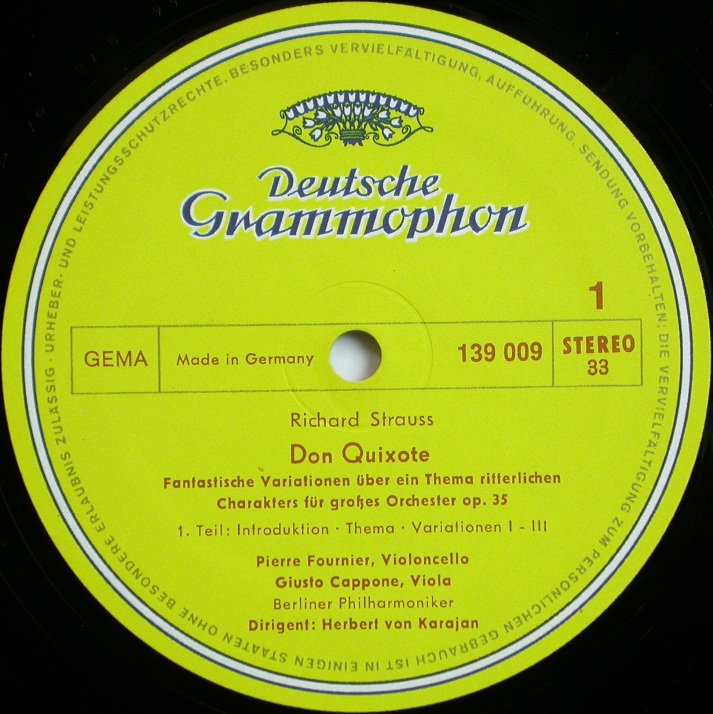 URHEBER- UND LEISTUNGSSCHUTZRECHTE, BESONDERS VERVIELFÄLTIGUNG, AUFFÜHRUNG, SENDUNG VORBEHALTEN; DIE VERVIELFÄLTIGUNG ZUM PERSÖNLICHEN GEBRAUCH IST IN EINIGEN STAATEN OHNE BESONDERE ERLAUBNIS ZULÄSSIG ·
Deutsche
Grammophon
1
GEMA Made in Germany 139 009 STEREO
33
Richard Strauss
Don Quixote
Fantastische Variationen über ein Thema ritterlichen
Charakters für großes Orchester op. 35
1. Teil: Introduktion · Thema · Variationen I - III
Pierre Fournier, Violoncello
Giusto Cappone, Viola
Berliner Philharmoniker
Dirigent: Herbert von Karajan